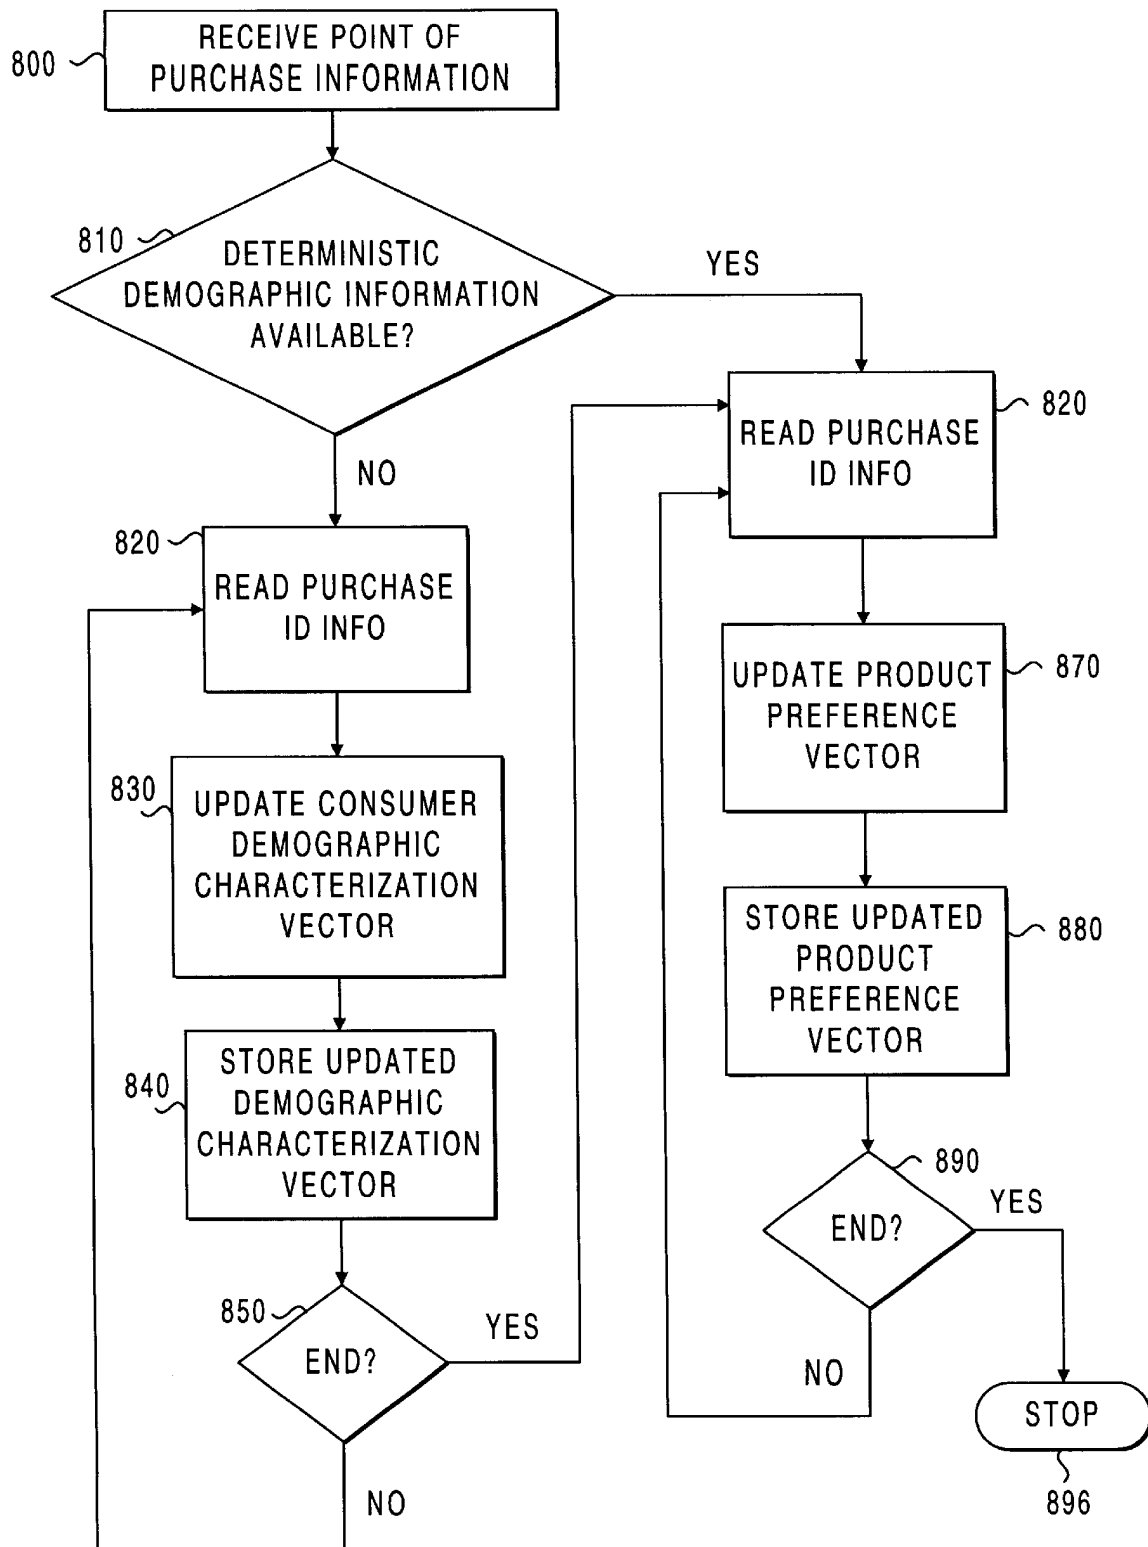 800
RECEIVE POINT OF
PURCHASE INFORMATION
810
DETERMINISTIC
DEMOGRAPHIC INFORMATION
AVAILABLE?
YES
NO
820
READ PURCHASE
ID INFO
830
UPDATE CONSUMER
DEMOGRAPHIC
CHARACTERIZATION
VECTOR
840
STORE UPDATED
DEMOGRAPHIC
CHARACTERIZATION
VECTOR
850
END?
YES
NO
820
READ PURCHASE
ID INFO
870
UPDATE PRODUCT
PREFERENCE
VECTOR
880
STORE UPDATED
PRODUCT
PREFERENCE
VECTOR
890
END?
YES
NO
STOP
896